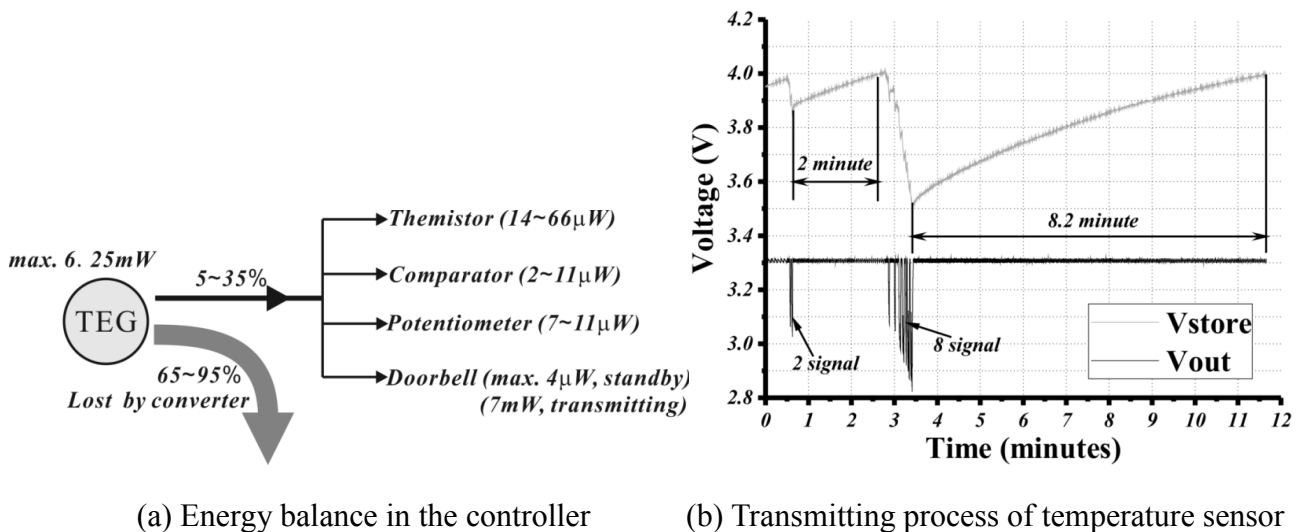 max. 6. 25mW
TEG
5~35%
65~95%
Lost by converter
Themistor (14~66μW)
Comparator (2~11μW)
Potentiometer (7~11μW)
Doorbell (max. 4μW, standby)
(7mW, transmitting)
(a) Energy balance in the controller
Voltage (V)
4.2
4.0
3.8
3.6
3.4
3.2
3.0
2.8
2 minute
8.2 minute
2 signal
8 signal
Vstore
Vout
0 1 2 3 4 5 6 7 8 9 10 11 12
Time (minutes)
(b) Transmitting process of temperature sensor